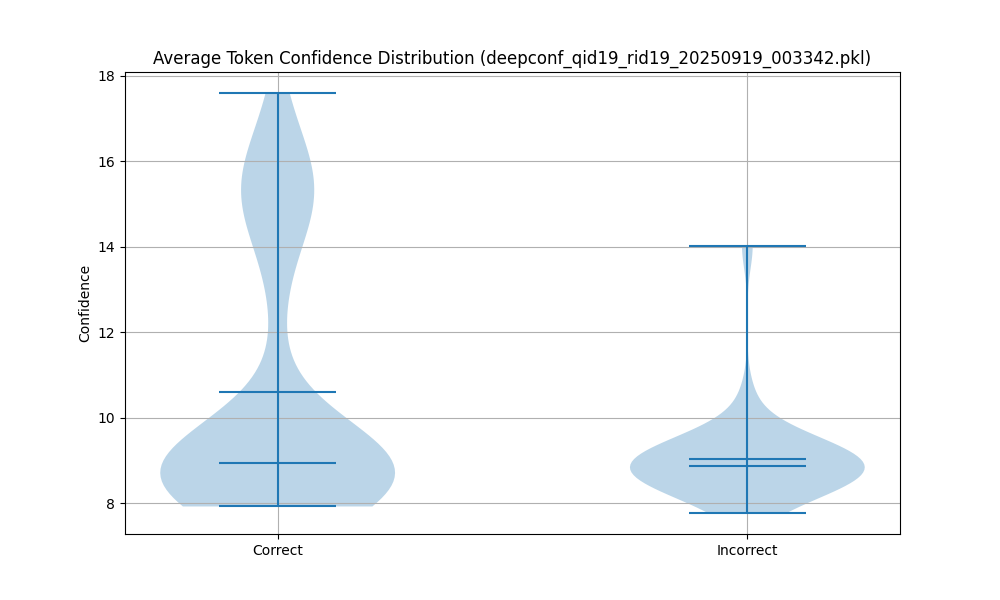 Average Token Confidence Distribution (deepconf_qid19_rid19_20250919_003342.pkl)
18
16
14
12
10
8
Confidence
Correct
Incorrect